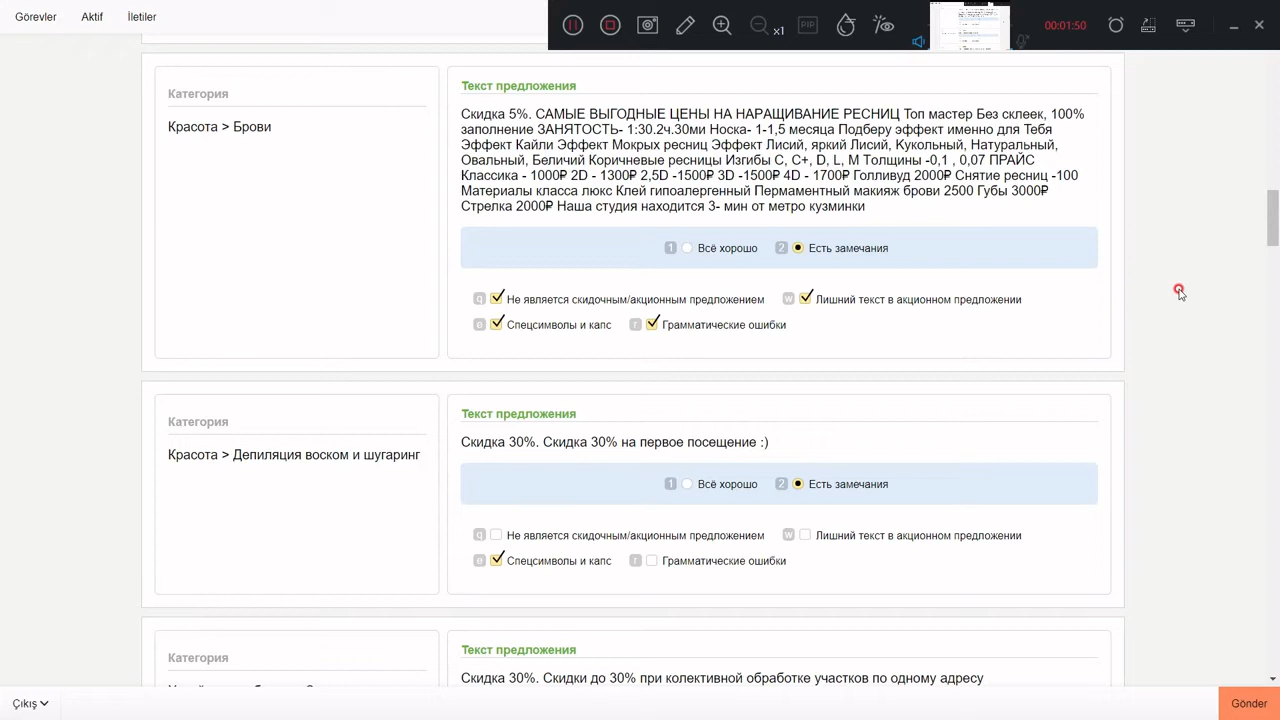 Görevler Aktif İletiler
x1
00:01:50
Категория
Красота > Брови
Текст предложения
Скидка 5%. САМЫЕ ВЫГОДНЫЕ ЦЕНЫ НА НАРАЩИВАНИЕ РЕСНИЦ Топ мастер Без склеек, 100%
заполнение ЗАНЯТОСТЬ- 1:30.2ч.30ми Носка- 1-1,5 месяца Подберу эффект именно для Тебя
Эффект Кайли Эффект Мокрых ресниц Эффект Лисий, яркий Лисий, Кукольный, Натуральный,
Овальный, Беличий Коричневые ресницы Изгибы C, C+, D, L, M Толщины -0,1 , 0,07 ПРАЙС
Классика - 1000₽ 2D - 1300₽ 2,5D -1500₽ 3D -1500₽ 4D - 1700₽ Голливуд 2000₽ Снятие ресниц -100
Материалы класса люкс Клей гипоалергенный Пермаментный макияж брови 2500 Губы 3000₽
Стрелка 2000₽ Наша студия находится 3- мин от метро кузминки
1 Всё хорошо 2 Есть замечания
q Не является скидочным/акционным предложением w Лишний текст в акционном предложении
Спецсимволы и капс r Грамматические ошибки
Категория
Красота > Депиляция воском и шугаринг
Текст предложения
Скидка 30%. Скидка 30% на первое посещение :)
1 Всё хорошо 2 Есть замечания
q Не является скидочным/акционным предложением w Лишний текст в акционном предложении
Спецсимволы и капс r Грамматические ошибки
Категория
Текст предложения
Скидка 30%. Скидки до 30% при колективной обработке участков по одному адресу
Çıkış
Gönder